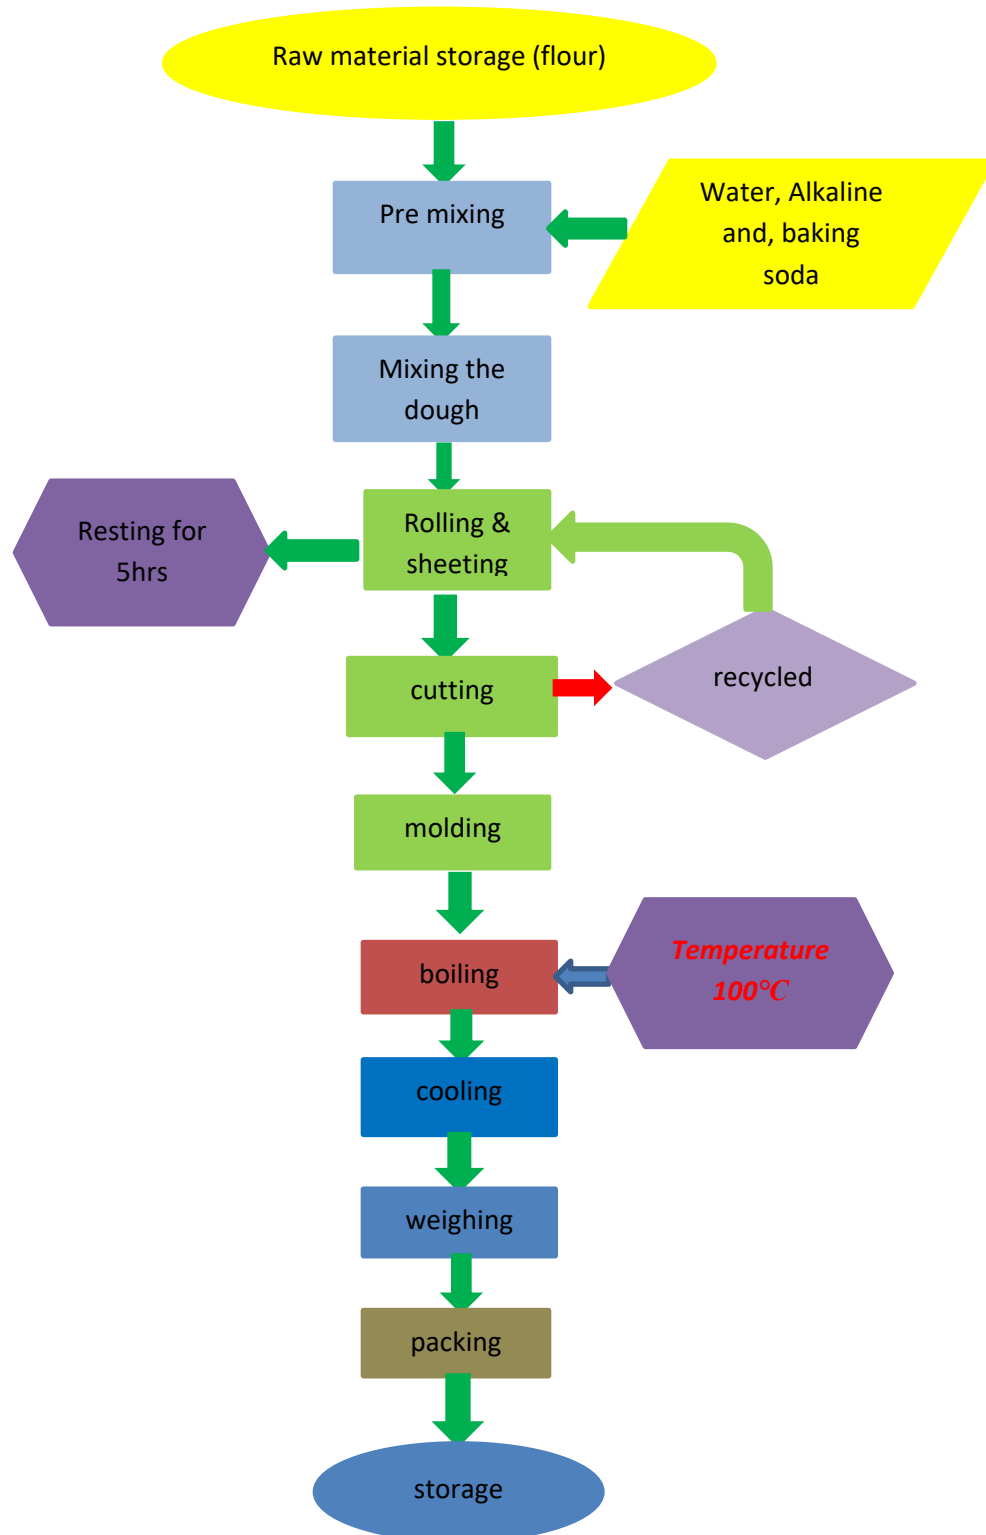 Raw material storage (flour)
Pre mixing
Water, Alkaline
and, baking
soda
Mixing the
dough
Resting for
5hrs
Rolling &
sheeting
cutting
recycled
molding
boiling
Temperature
100°C
cooling
weighing
packing
storage